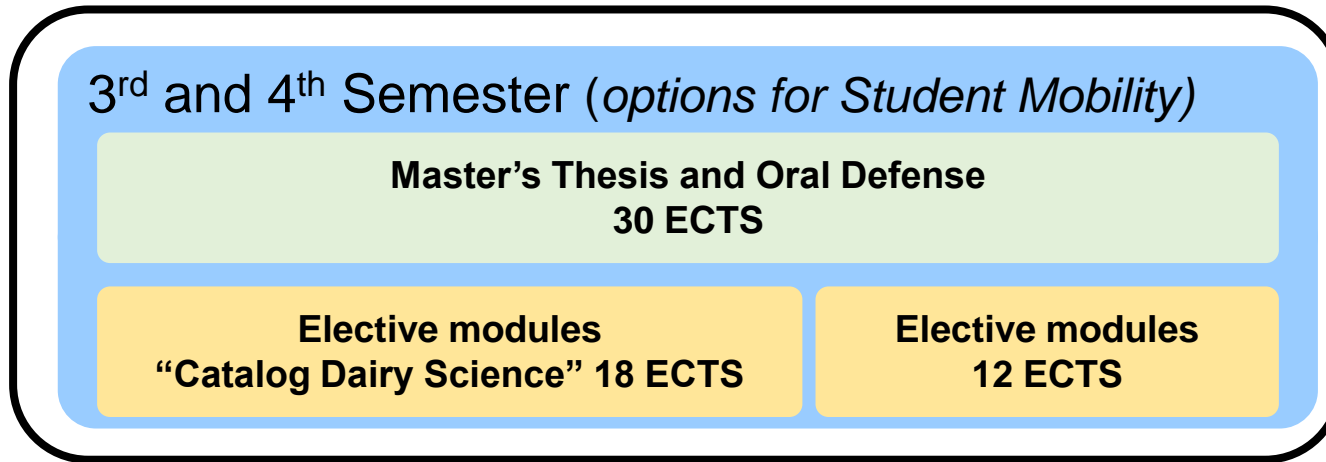 3rd and 4th Semester (options for Student Mobility)
Master’s Thesis and Oral Defense
30 ECTS
Elective modules
“Catalog Dairy Science” 18 ECTS
Elective modules
12 ECTS